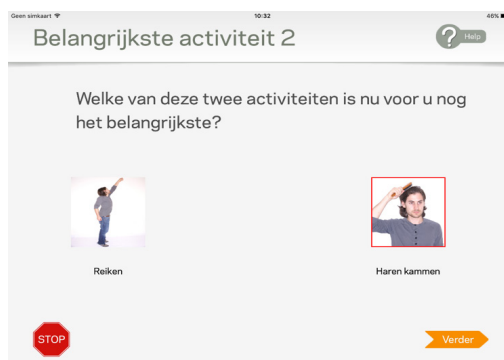 Geen simkaart
10:32
46%
Belangrijkste activiteit 2
?
Help
Welke van deze twee activiteiten is nu voor u nog
het belangrijkste?
Reiken
Haren kammen
STOP
Verder